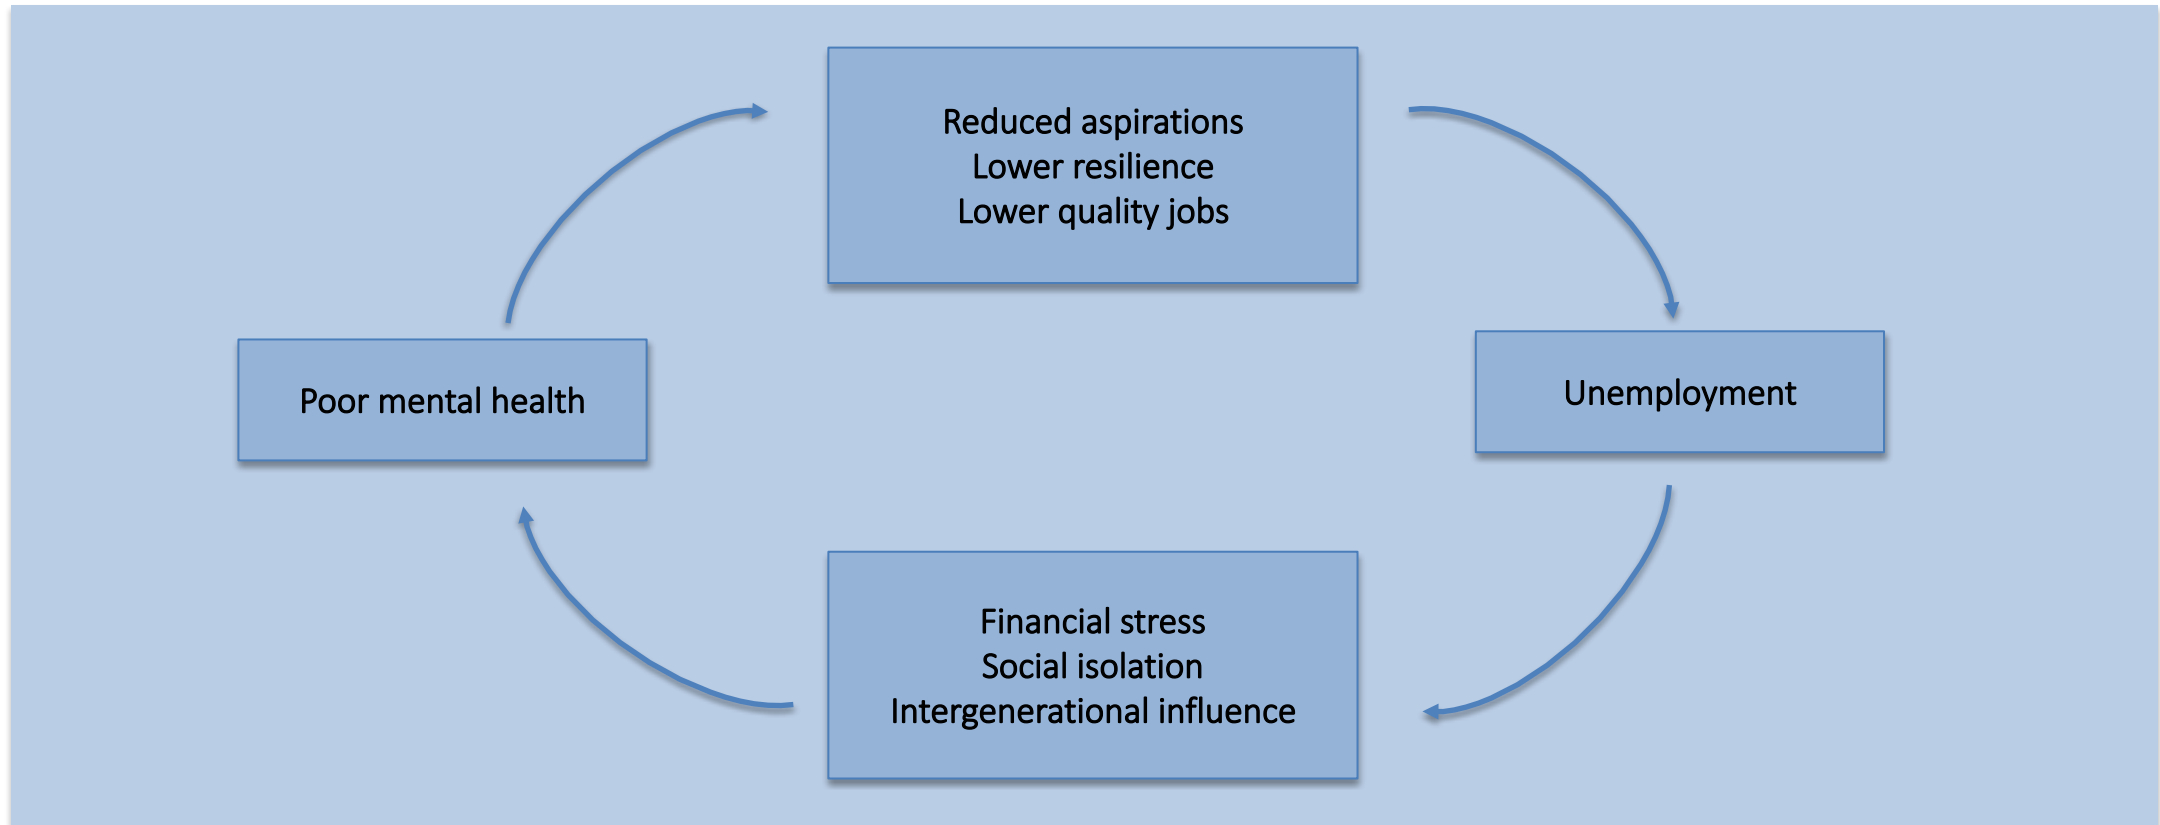 Reduced aspirations
Lower resilience
Lower quality jobs
Poor mental health
Unemployment
Financial stress
Social isolation
Intergenerational influence